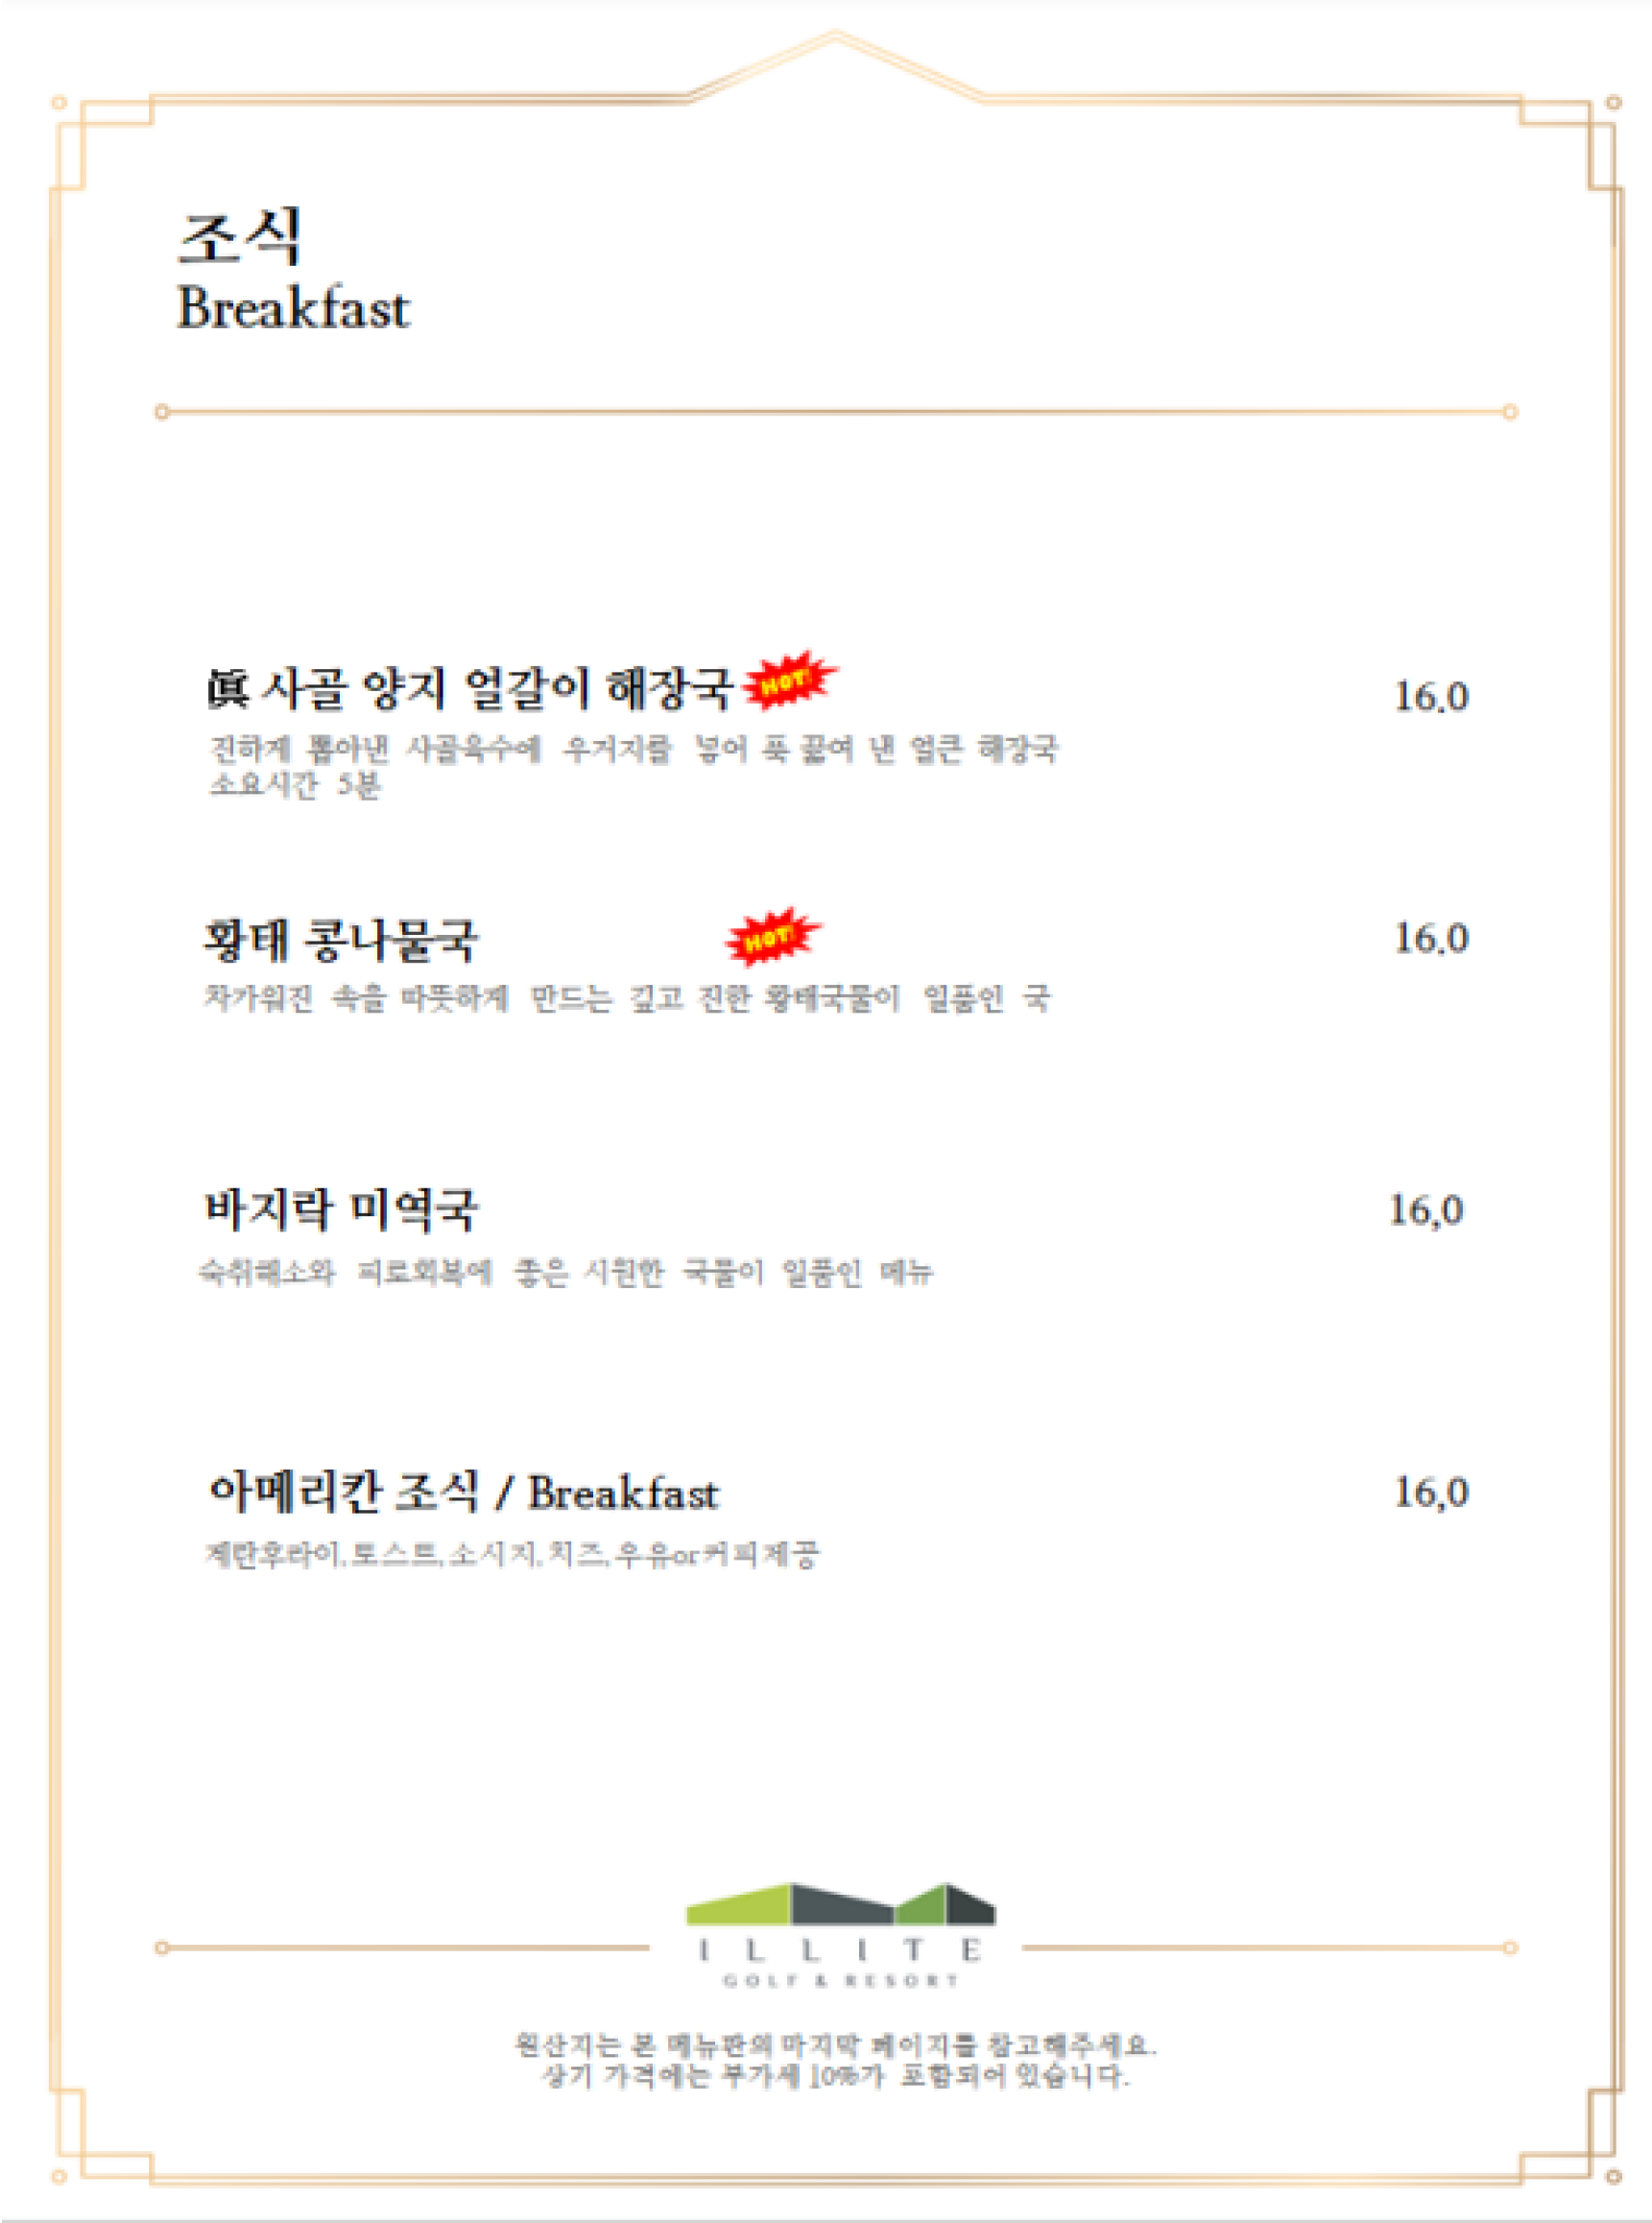 조식
Breakfast
眞 사골 양지 얼갈이 해장국 HOT! 16.0
진하게 뽑아낸 사골육수에 우거지를 넣어 푹 끓여 낸 얼큰 해장국
소요시간 5분
황태 콩나물국 HOT! 16.0
차가워진 속을 따뜻하게 만드는 깊고 진한 황태국물이 일품인 국
바지락 미역국 16,0
숙취해소와 피로회복에 좋은 시원한 국물이 일품인 메뉴
아메리칸 조식 / Breakfast 16,0
계란후라이,토스트,소시지,치즈,우유or커피제공
ILLITE
GOLF & RESORT
원산지는 본 메뉴판의 마지막 페이지를 참고해주세요.
상기 가격에는 부가세 10%가 포함되어 있습니다.